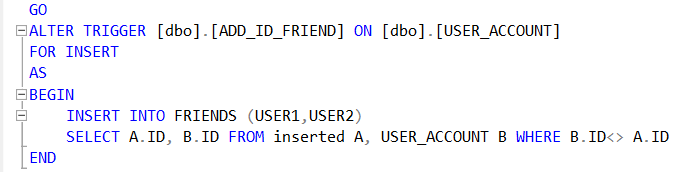 GO
ALTER TRIGGER [dbo].[ADD_ID_FRIEND] ON [dbo].[USER_ACCOUNT]
FOR INSERT
AS
BEGIN
INSERT INTO FRIENDS (USER1,USER2)
SELECT A.ID, B.ID FROM inserted A, USER_ACCOUNT B WHERE B.ID<> A.ID
END